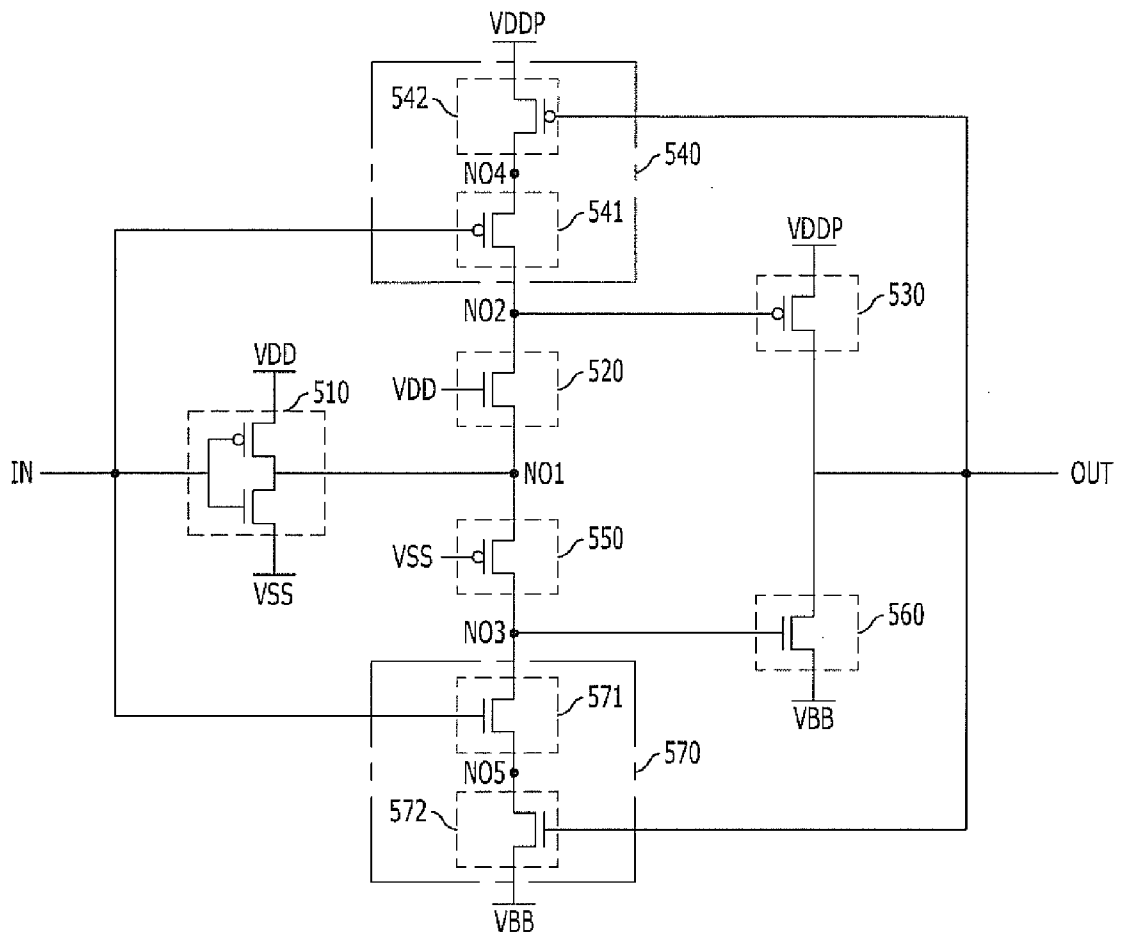 VDDP
542
540
NO4
541
VDDP
530
NO2
VDD
520
VDD
510
IN
NO1
OUT
550
VSS
VSS
560
NO3
571
VBB
570
NO5
572
VBB